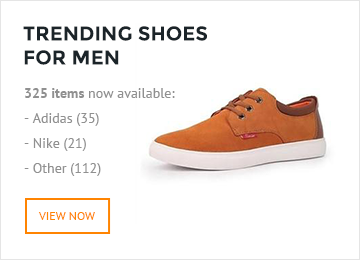 TRENDING SHOES
FOR MEN
325 items now available:
- Adidas (35)
- Nike (21)
- Other (112)
VIEW NOW